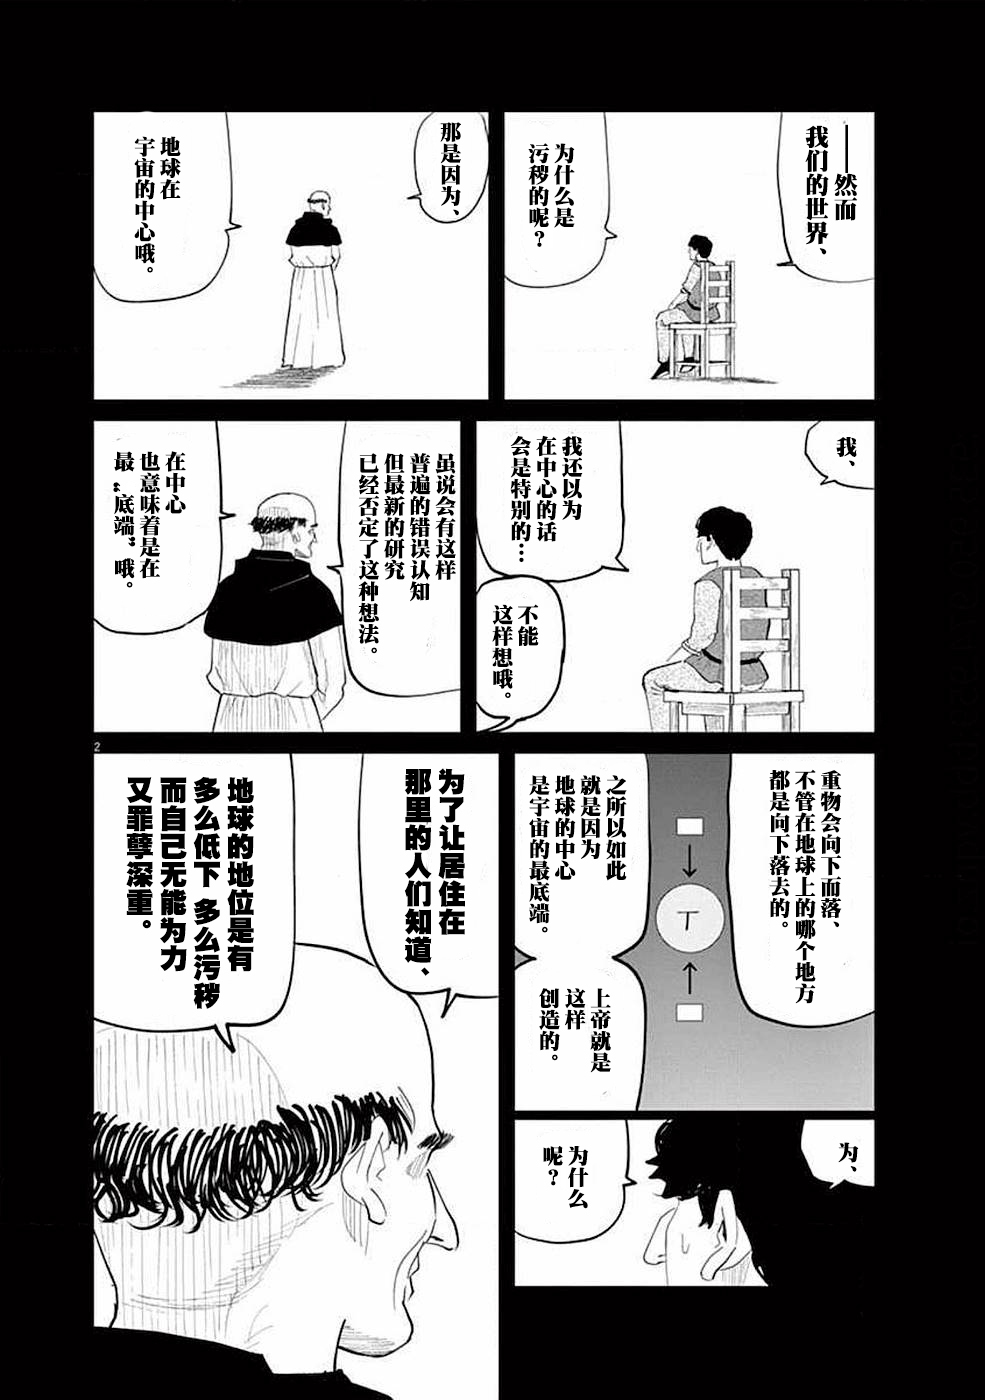 ——然而
我们的世界、
为什么是
污秽的呢？
那是因为、
地球在
宇宙的中心哦。
我、
我还以为
在中心的话
会是特别的…
不能
这样想哦。
虽说会有这样
普遍的错误认知
但最新的研究
已经否定了这种想法。
在中心
也意味着是在
最“底端”哦。
2
重物会向下而落、
不管在地球上的哪个地方
都是向下落去的。
之所以如此
就是因为
地球的中心
是宇宙的最底端。
上帝就是
这样
创造的。
为、
为什么
呢？
为了让居住在
那里的人们知道、
地球的地位是有
多么低下 多么污秽
而自己无能为力
又罪孽深重。